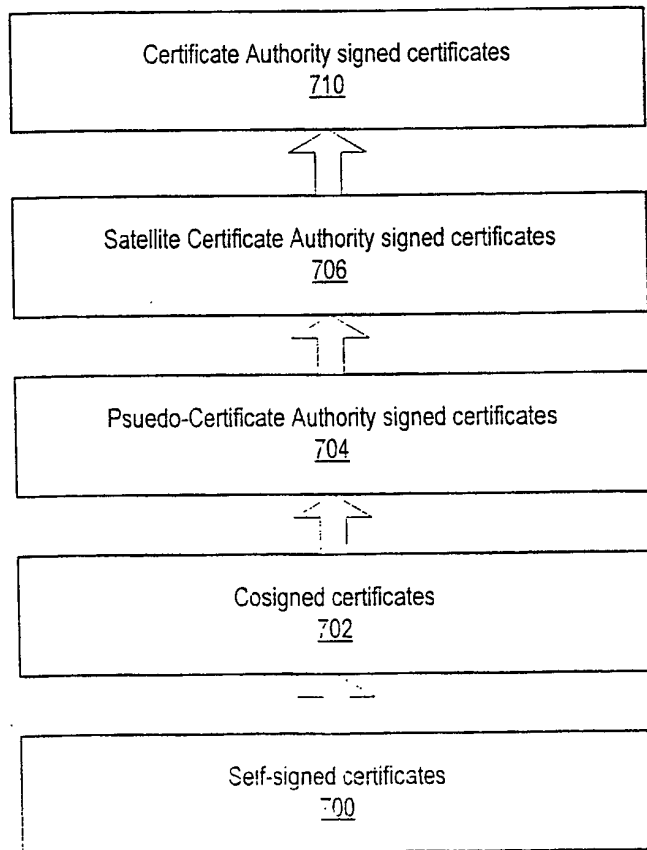 Certificate Authority signed certificates
710
Satellite Certificate Authority signed certificates
706
Psuedo-Certificate Authority signed certificates
704
Cosigned certificates
702
Self-signed certificates
700